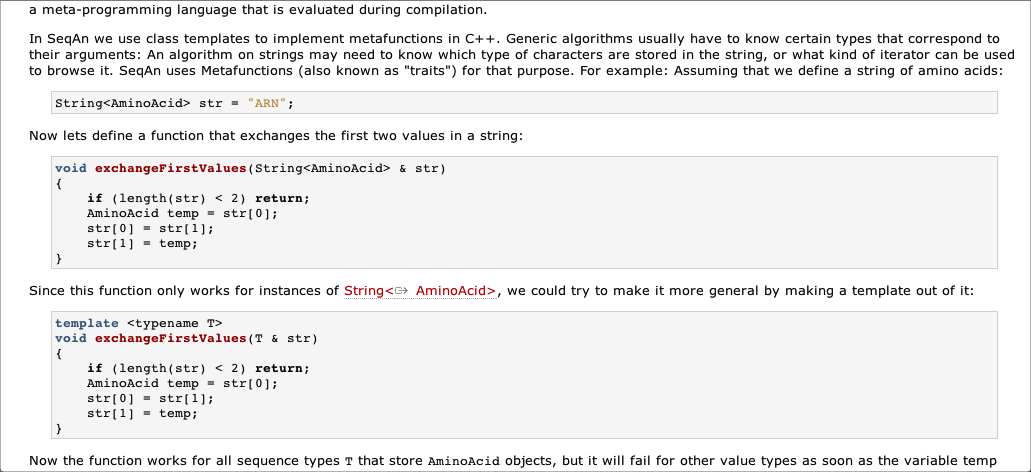 a meta-programming language that is evaluated during compilation.
In SeqAn we use class templates to implement metafunctions in C++. Generic algorithms usually have to know certain types that correspond to
their arguments: An algorithm on strings may need to know which type of characters are stored in the string, or what kind of iterator can be used
to browse it. SeqAn uses Metafunctions (also known as "traits") for that purpose. For example: Assuming that we define a string of amino acids:
String<AminoAcid> str = "ARN";
Now lets define a function that exchanges the first two values in a string:
void exchangeFirstValues(String<AminoAcid> & str)
{
    if (length(str) < 2) return;
    AminoAcid temp = str[0];
    str[0] = str[1];
    str[1] = temp;
}
Since this function only works for instances of String< AminoAcid>, we could try to make it more general by making a template out of it:
template <typename T>
void exchangeFirstValues(T & str)
{
    if (length(str) < 2) return;
    AminoAcid temp = str[0];
    str[0] = str[1];
    str[1] = temp;
}
Now the function works for all sequence types T that store AminoAcid objects, but it will fail for other value types as soon as the variable temp